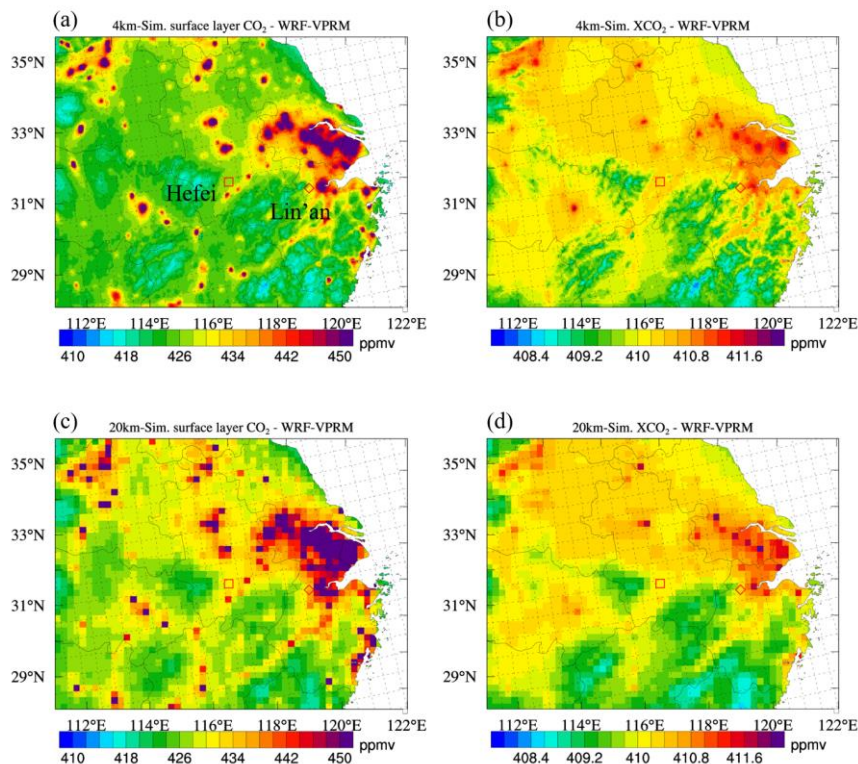 (a)
4km-Sim. surface layer CO₂ - WRF-VPRM
35°N
33°N
31°N
29°N
Hefei
Lin'an
112°E 114°E 116°E 118°E 120°E 122°E
410 418 426 434 442 450 ppmv
(b)
4km-Sim. XCO₂ - WRF-VPRM
35°N
33°N
31°N
29°N
112°E 114°E 116°E 118°E 120°E 122°E
408.4 409.2 410 410.8 411.6 ppmv
(c)
20km-Sim. surface layer CO₂ - WRF-VPRM
35°N
33°N
31°N
29°N
112°E 114°E 116°E 118°E 120°E 122°E
410 418 426 434 442 450 ppmv
(d)
20km-Sim. XCO₂ - WRF-VPRM
35°N
33°N
31°N
29°N
112°E 114°E 116°E 118°E 120°E 122°E
408.4 409.2 410 410.8 411.6 ppmv